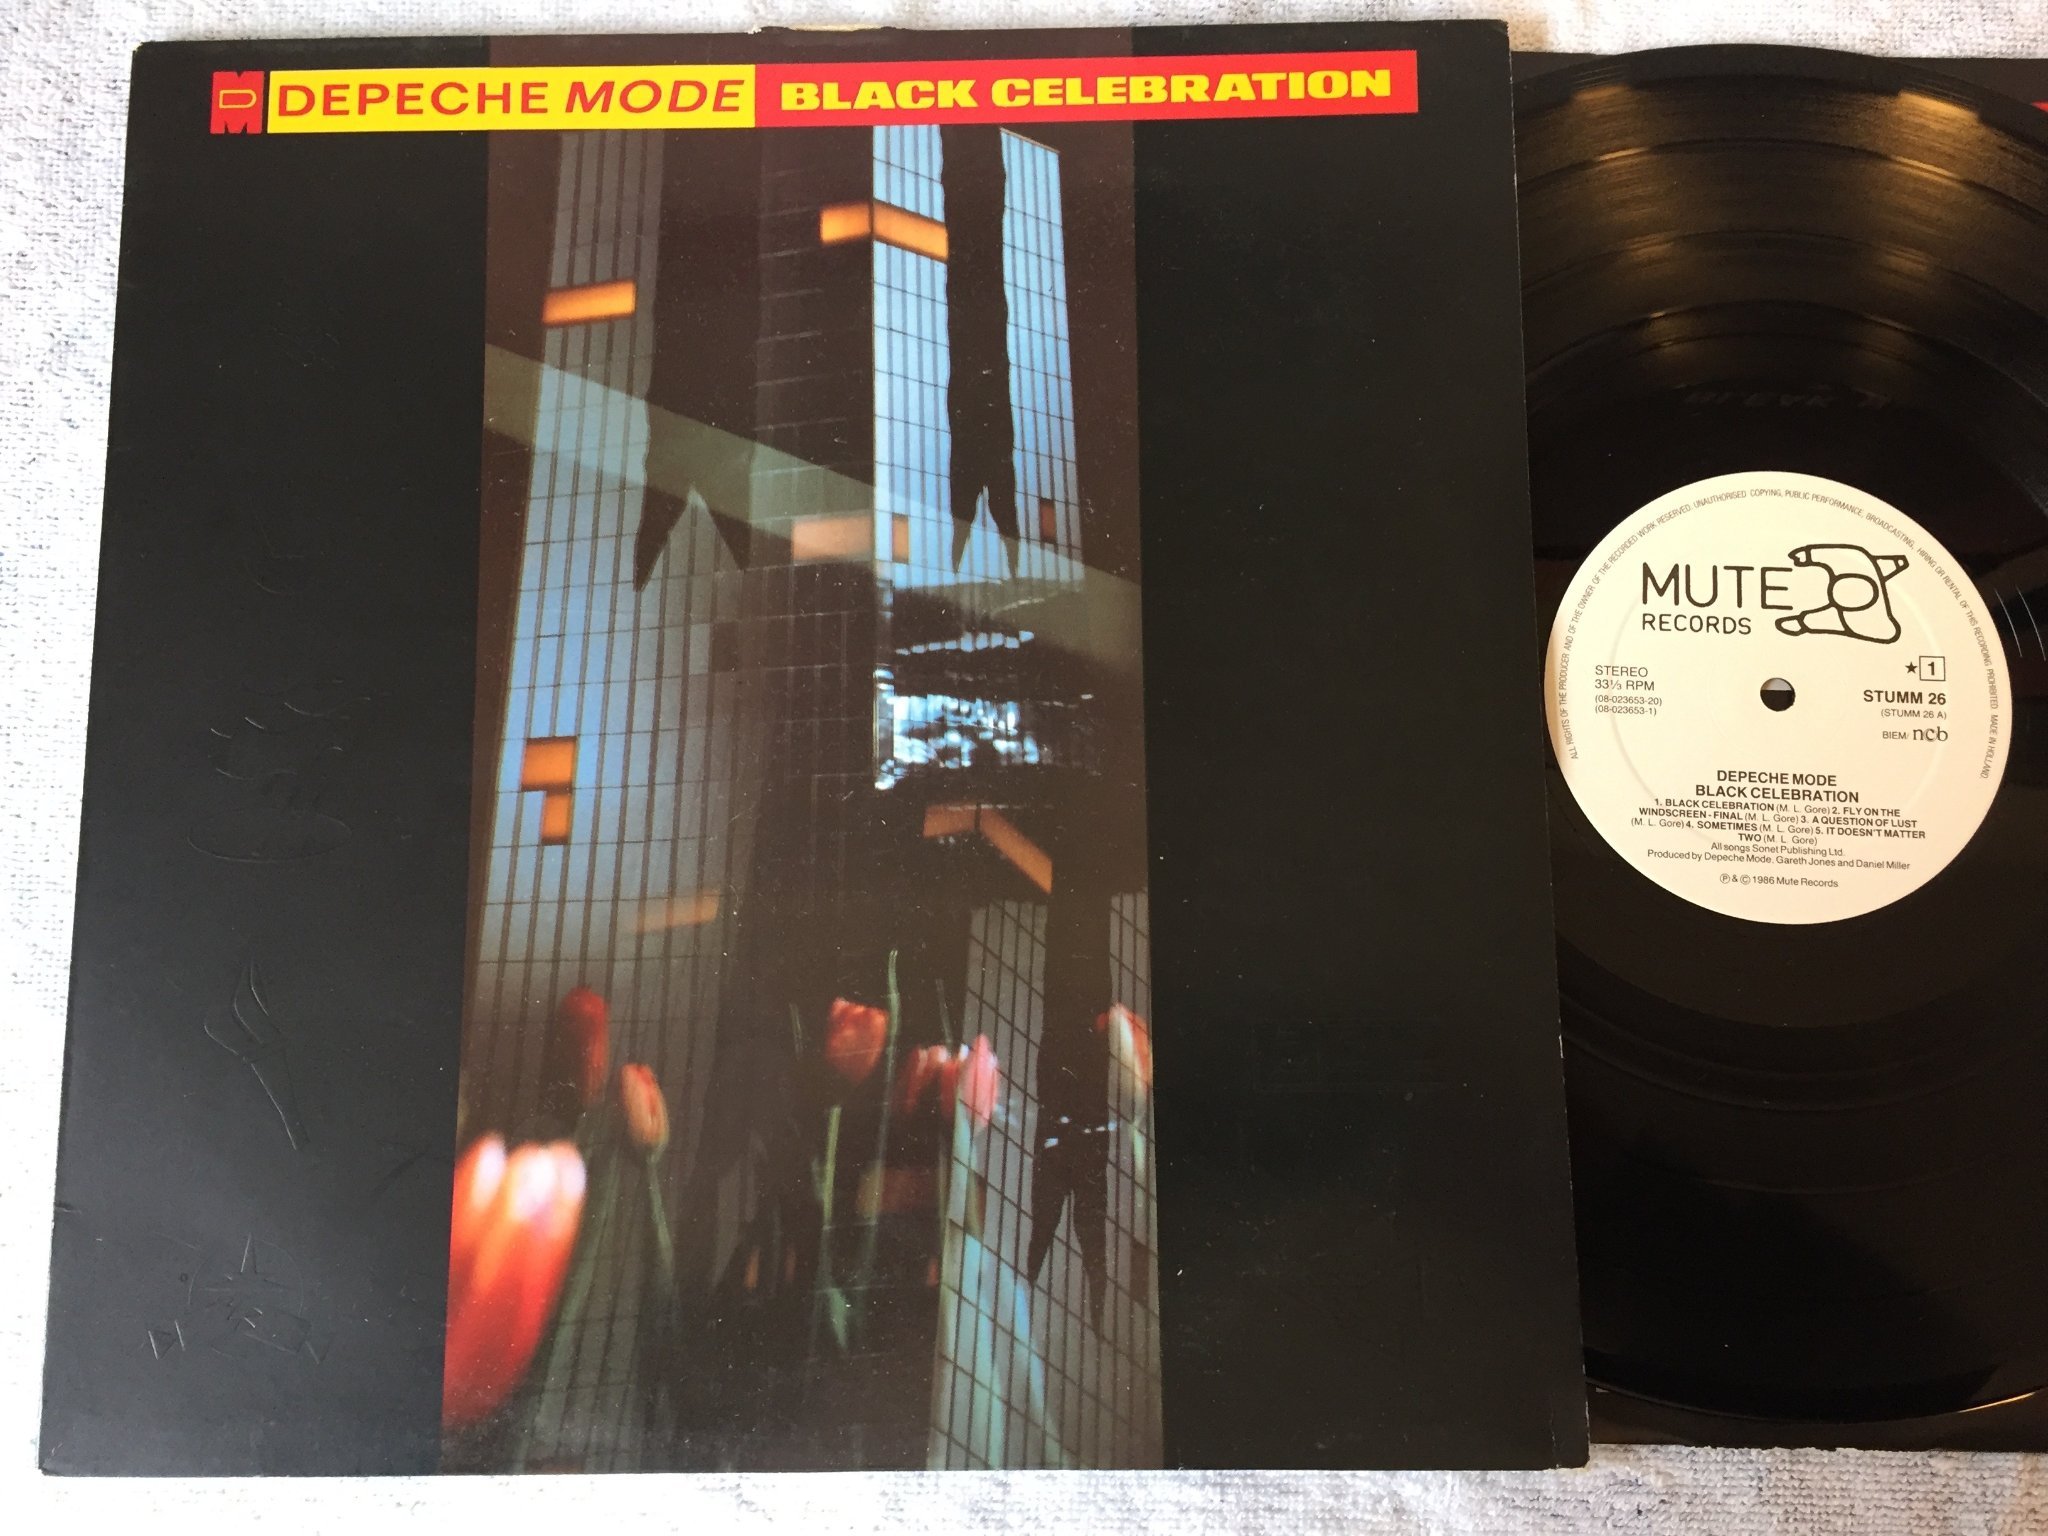 DM DEPECHE MODE BLACK CELEBRATION
ALL RIGHTS OF THE PRODUCER AND OF THE OWNER OF THE RECORDED WORK RESERVED. UNAUTHORISED COPYING, PUBLIC PERFORMANCE, BROADCASTING, HIRING OR RENTAL OF THIS RECORDING PROHIBITED. MADE IN HOLLAND
MUTE
RECORDS
STEREO
33⅓ RPM
(08-023653-20)
(08-023653-1)
★ 1
STUMM 26
(STUMM 26 A)
BIEM/ ncb
DEPECHE MODE
BLACK CELEBRATION
1. BLACK CELEBRATION (M. L. Gore) 2. FLY ON THE
WINDSCREEN - FINAL (M. L. Gore) 3. A QUESTION OF LUST
(M. L. Gore) 4. SOMETIMES (M. L. Gore) 5. IT DOESN'T MATTER
TWO (M. L. Gore)
All songs Sonet Publishing Ltd.
Produced by Depeche Mode, Gareth Jones and Daniel Miller
Ⓟ & © 1986 Mute Records